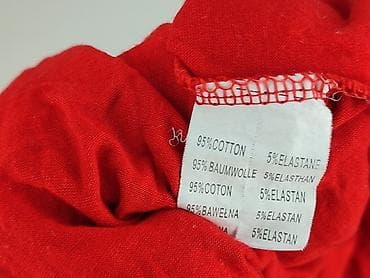 95%COTTON 5%ELASTANE
95%BAUMWOLLE 5%ELASTHAN
95%COTON 5%ELASTAN
95%BAWEŁNA 5%ELASTAN
5%ELASTAN